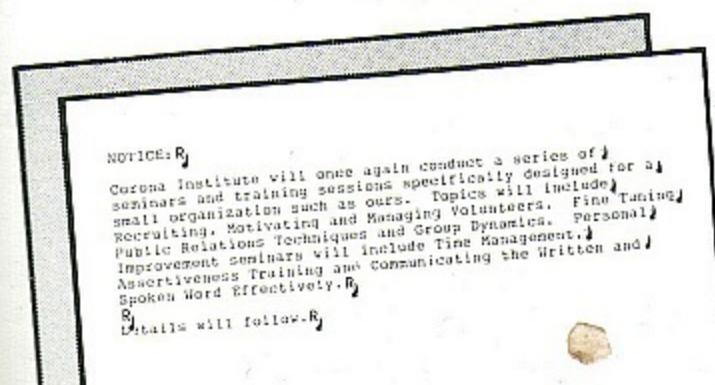 NOTICE:R
Corona Institute will once again conduct a series of
seminars and training sessions specifically designed for a
small organization such as ours. Topics will include
Recruiting, Motivating and Managing Volunteers, Fine Tuning
Public Relations Techniques and Group Dynamics. Personal
Improvement seminars will include Time Management.
Assertiveness Training and Communicating the Written and
Spoken Word Effectively.R
R
Details will follow.R